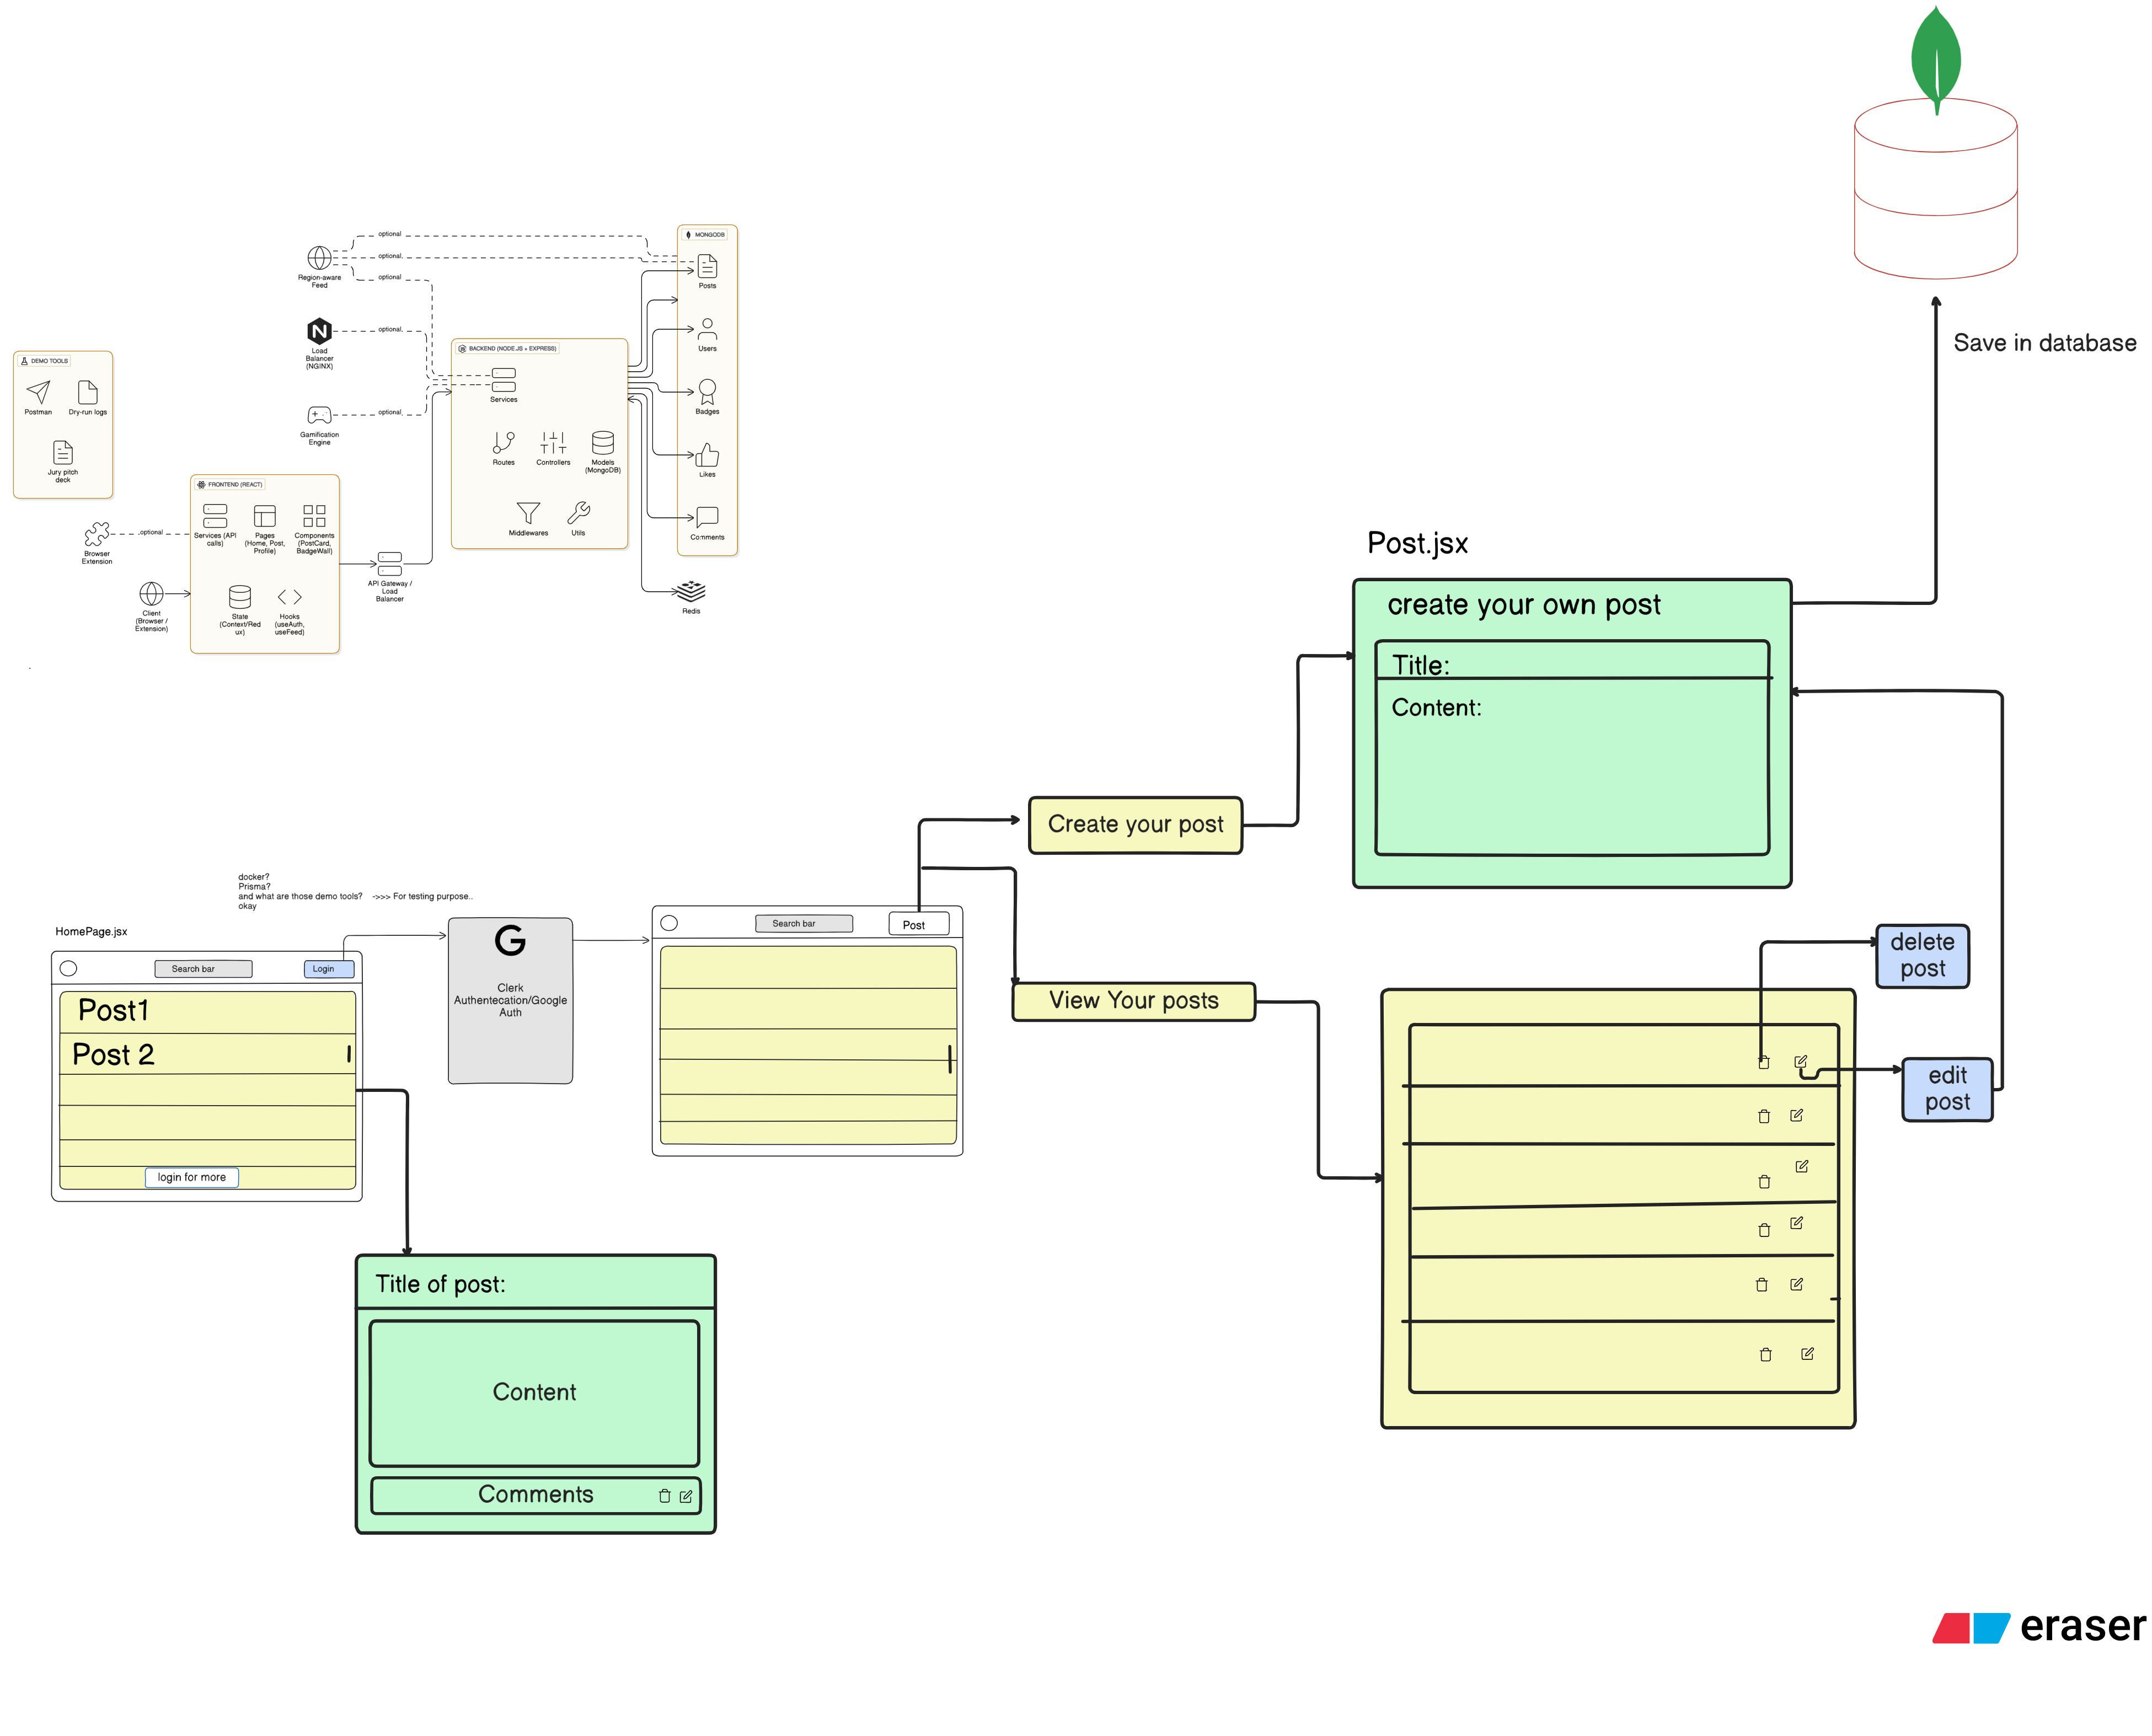 optional
optional
optional
Region-aware
Feed
MONGODB
Posts
optional
Load
Balancer
(NGINX)
Users
BACKEND (NODE.JS + EXPRESS)
Services
DEMO TOOLS
Postman
Dry-run logs
Jury pitch
deck
optional
Gamification
Engine
Badges
Routes
Controllers
Models
(MongoDB)
Likes
Middlewares
Utils
Comments
FRONTEND (REACT)
Services (API
calls)
Pages
(Home, Post,
Profile)
Components
(PostCard,
BadgeWall)
optional
Browser
Extension
API Gateway /
Load
Balancer
Redis
Client
(Browser /
Extension)
State
(Context/Red
ux)
Hooks
(useAuth,
useFeed)
Save in database
Post.jsx
create your own post
Title:
Content:
Create your post
docker?
Prisma?
and what are those demo tools? ->>> For testing purpose..
okay
HomePage.jsx
Search bar
Login
Post1
Post 2
login for more
Clerk
Authentecation/Google
Auth
Search bar
Post
View Your posts
delete
post
edit
post
Title of post:
Content
Comments
eraser